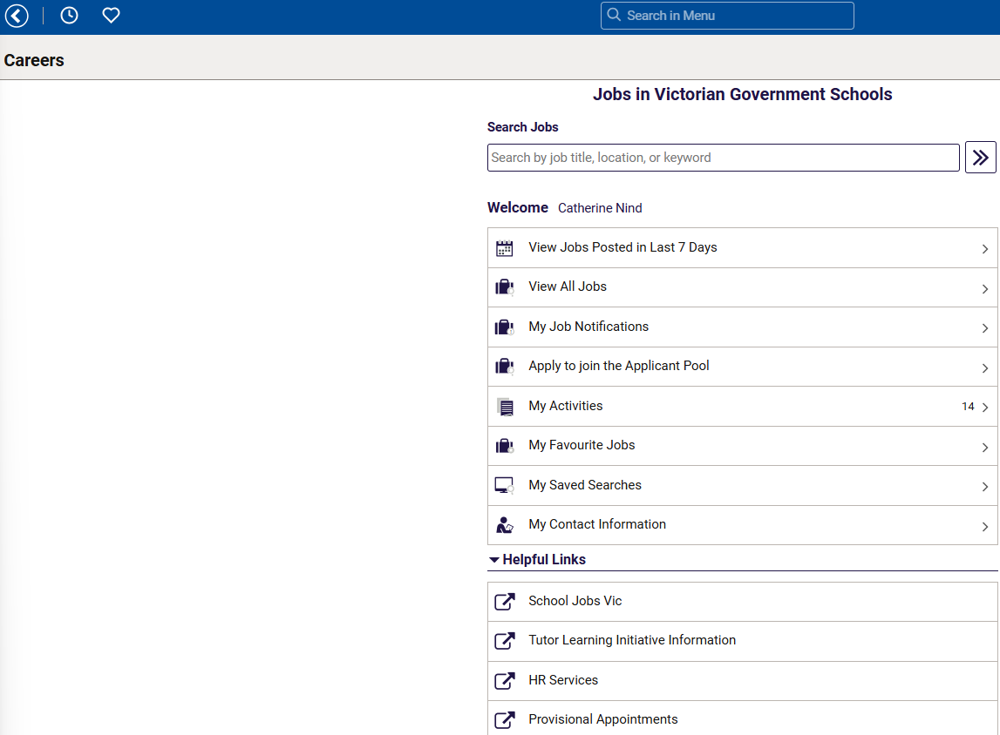 Search in Menu
Careers
Jobs in Victorian Government Schools
Search Jobs
Search by job title, location, or keyword
Welcome Catherine Nind
View Jobs Posted in Last 7 Days
View All Jobs
My Job Notifications
Apply to join the Applicant Pool
My Activities 14
My Favourite Jobs
My Saved Searches
My Contact Information
Helpful Links
School Jobs Vic
Tutor Learning Initiative Information
HR Services
Provisional Appointments